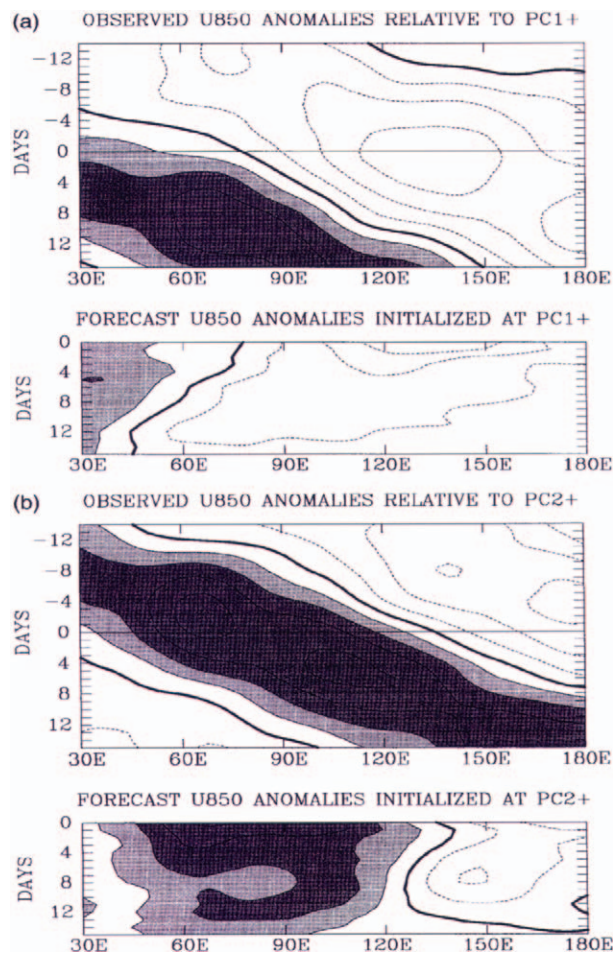 (a) OBSERVED U850 ANOMALIES RELATIVE TO PC1+
DAYS
-12
-8
-4
0
4
8
12
30E 60E 90E 120E 150E 180E
FORECAST U850 ANOMALIES INITIALIZED AT PC1+
DAYS
0
4
8
12
30E 60E 90E 120E 150E 180E
(b) OBSERVED U850 ANOMALIES RELATIVE TO PC2+
DAYS
-12
-8
-4
0
4
8
12
30E 60E 90E 120E 150E 180E
FORECAST U850 ANOMALIES INITIALIZED AT PC2+
DAYS
0
4
8
12
30E 60E 90E 120E 150E 180E